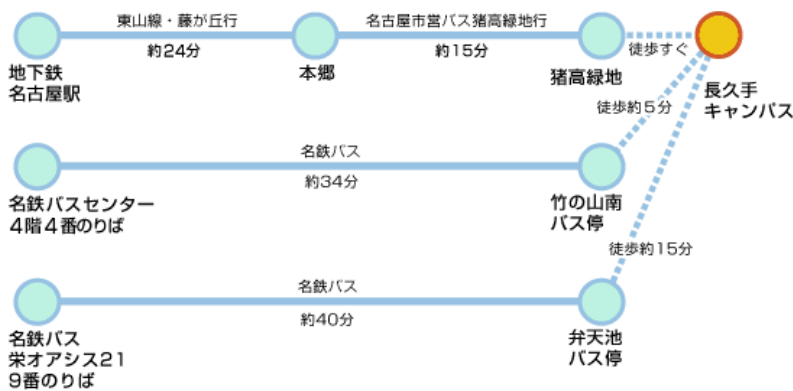 東山線・藤が丘行
約24分
名古屋市営バス猪高緑地行
約15分
徒歩すぐ
地下鉄
名古屋駅
本郷
猪高緑地
長久手
キャンバス
徒歩約5分
名鉄バス
約34分
名鉄バスセンター
4階4番のりば
竹の山南
バス停
徒歩約15分
名鉄バス
約40分
名鉄バス
栄オアシス21
9番のりば
弁天池
バス停